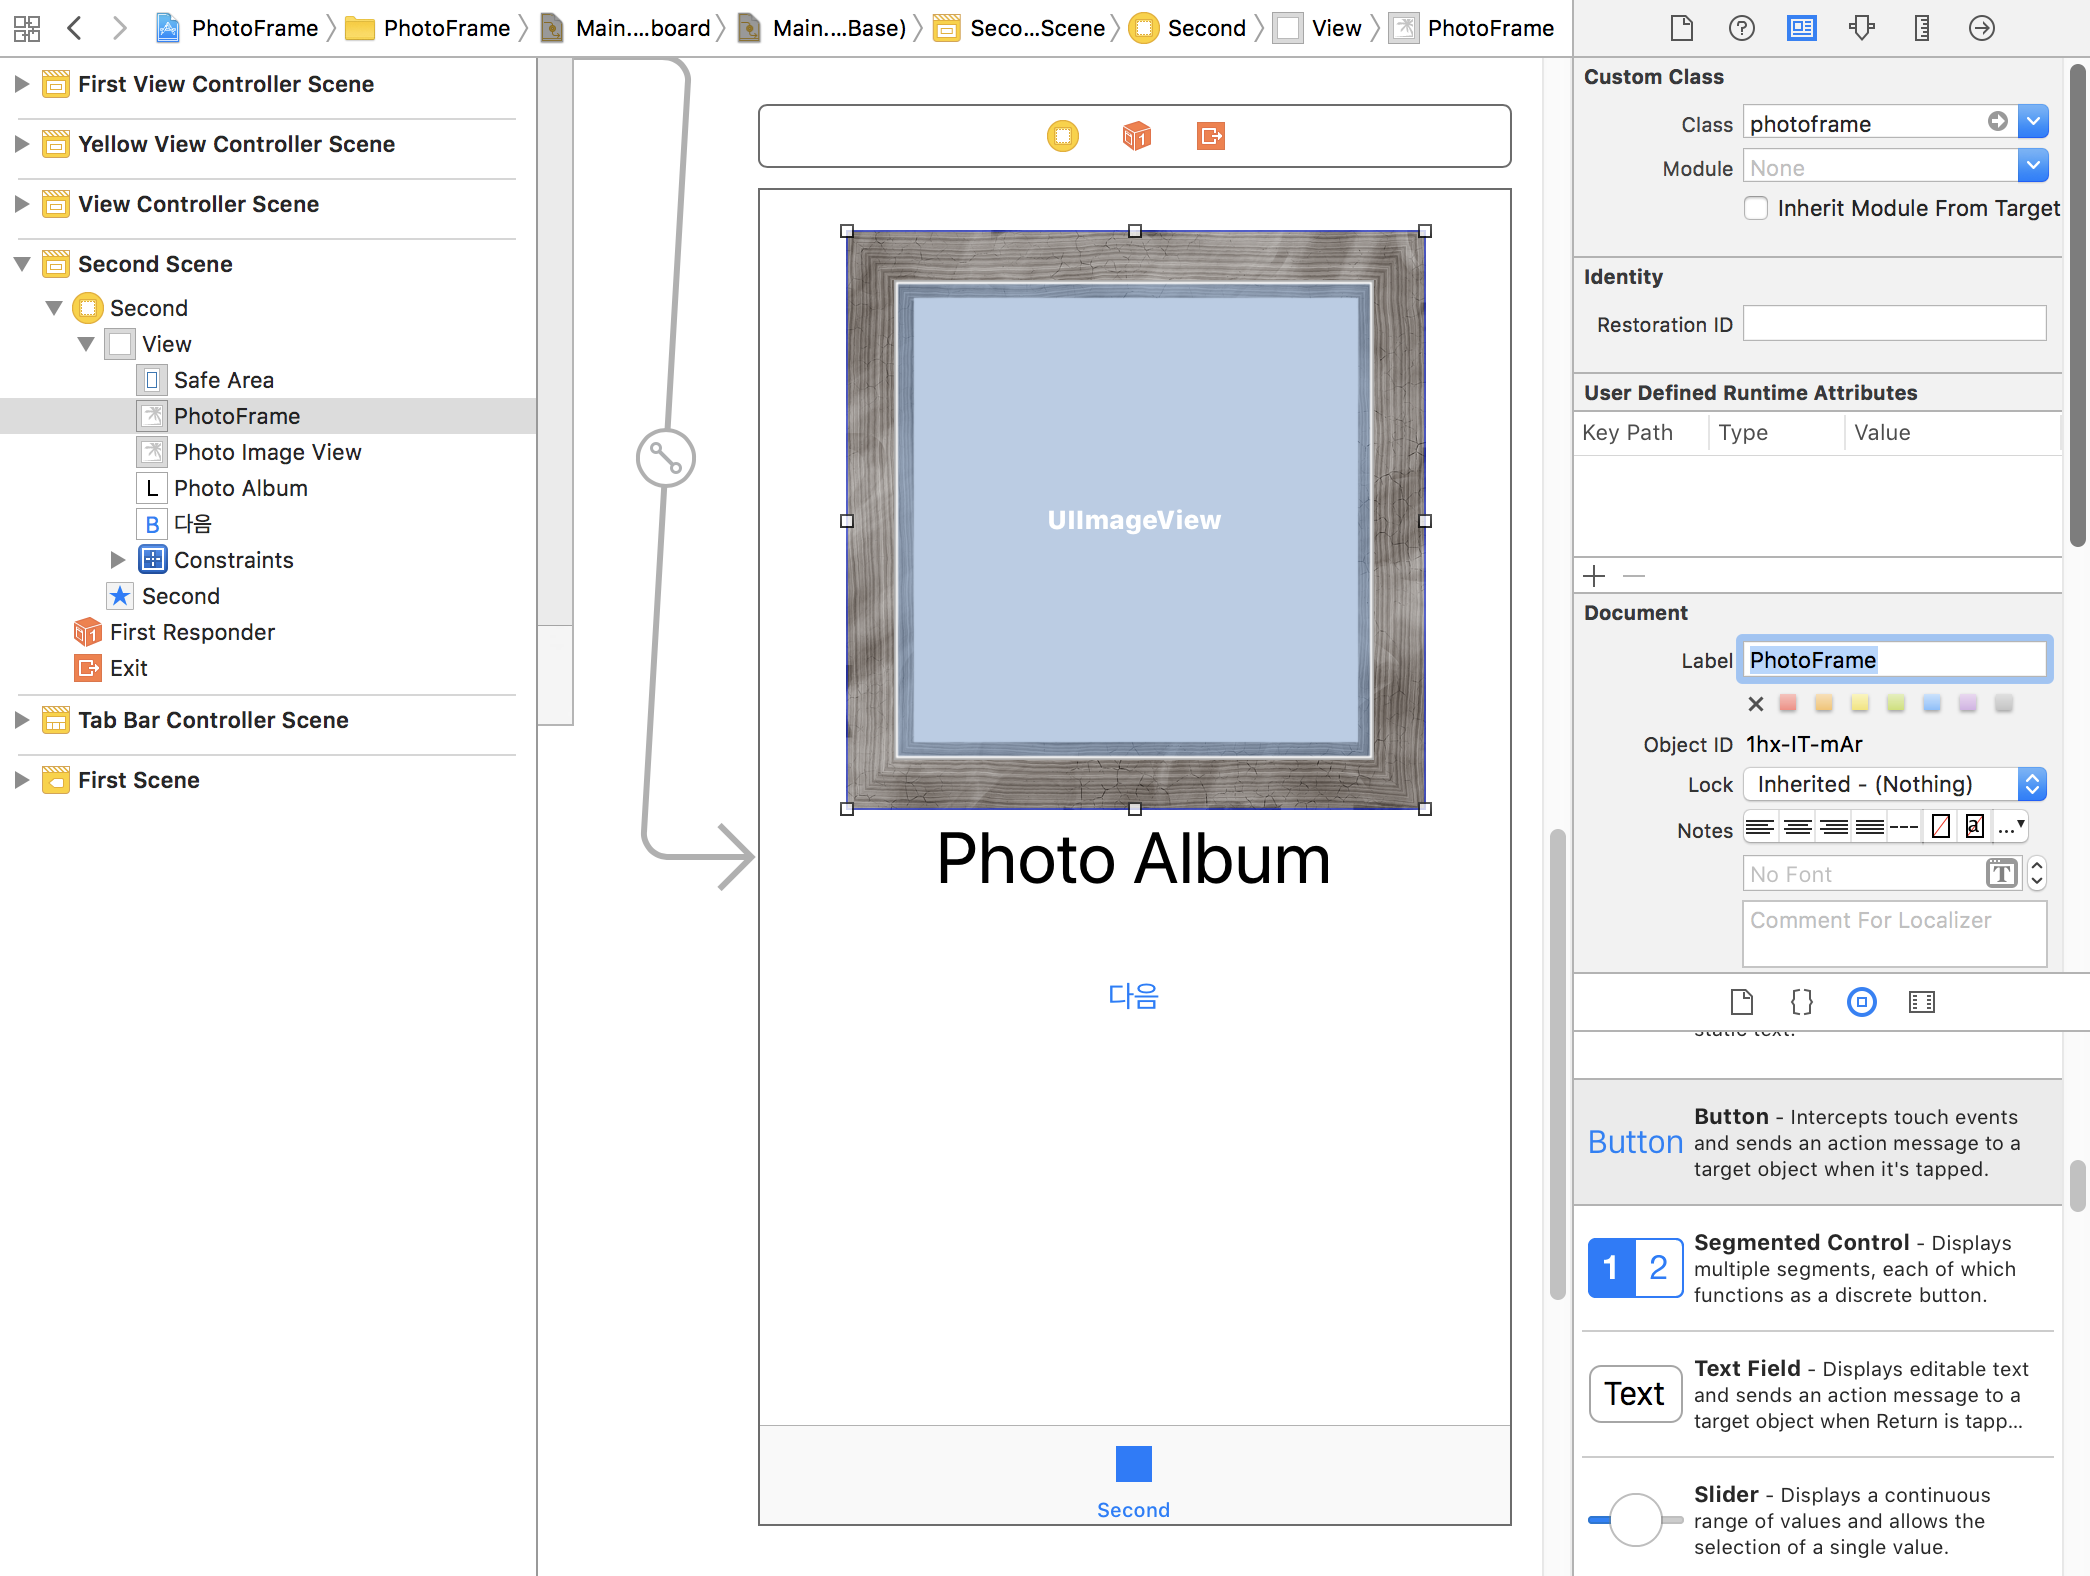 PhotoFrame
PhotoFrame
Main....board
Main....Base)
Seco...Scene
Second
View
PhotoFrame
First View Controller Scene
Yellow View Controller Scene
View Controller Scene
Second Scene
Second
View
Safe Area
PhotoFrame
Photo Image View
L Photo Album
B 다음
Constraints
Second
First Responder
Exit
Tab Bar Controller Scene
First Scene
UIImageView
Photo Album
다음
Second
Custom Class
Class photoframe
Module None
Inherit Module From Target
Identity
Restoration ID
User Defined Runtime Attributes
Key Path Type Value
Document
Label PhotoFrame
Object ID 1hx-IT-mAr
Lock Inherited - (Nothing)
Notes
No Font
Comment For Localizer
static text.
Button
Button - Intercepts touch events
and sends an action message to a
target object when it's tapped.
1 2
Segmented Control - Displays
multiple segments, each of which
functions as a discrete button.
Text
Text Field - Displays editable text
and sends an action message to a
target object when Return is tapp...
Slider - Displays a continuous
range of values and allows the
selection of a single value.